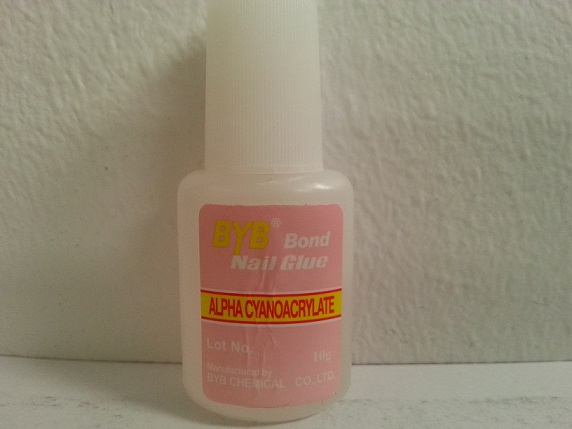 BYB® Bond
Nail Glue
ALPHA CYANOACRYLATE
Lot No.
10g
Manufactured by
BYB CHEMICAL CO.,LTD.